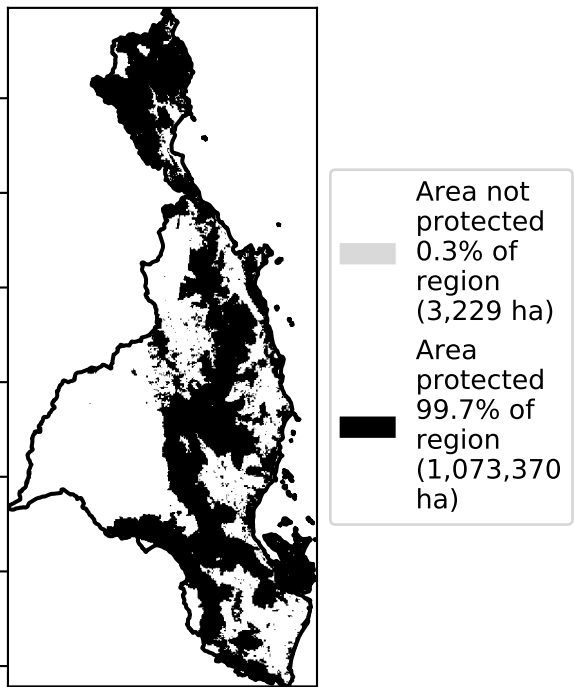 Area not
protected
0.3% of
region
(3,229 ha)
Area
protected
99.7% of
region
(1,073,370
ha)